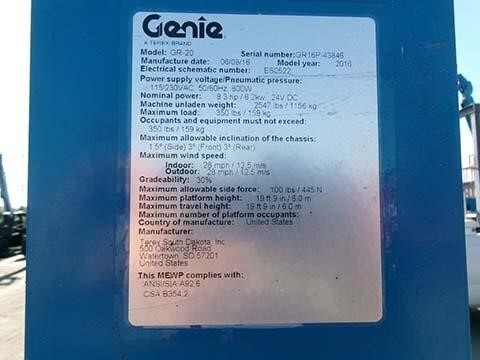 Genie
A TEREX BRAND
Model: GR-20 Serial number: GR16P-43846
Manufacture date: 06/08/16 Model year: 2016
Electrical schematic number: ES0522
Power supply voltage/Pneumatic pressure:
115/230VAC, 50/60Hz, 800W
Nominal power: 8.3 hp / 6.2kw, 24V DC
Machine unladen weight: 2547 lbs / 1156 kg
Maximum load: 350 lbs / 159 kg
Occupants and equipment must not exceed:
350 lbs / 159 kg
Maximum allowable inclination of the chassis:
1.5° (Side) 3° (Front) 3° (Rear)
Maximum wind speed:
Indoor: 28 mph / 12.5 m/s
Outdoor: 28 mph / 12.5 m/s
Gradeability: 30%
Maximum allowable side force: 100 lbs / 445 N
Maximum platform height: 19 ft 9 in / 6.0 m
Maximum travel height: 19 ft 9 in / 6.0 m
Maximum number of platform occupants: 1
Country of manufacture: United States
Manufacturer:
Terex South Dakota, Inc
500 Oakwood Road
Watertown, SD 57201
United States
This MEWP complies with:
ANSI/SIA A92.6
CSA B354.2